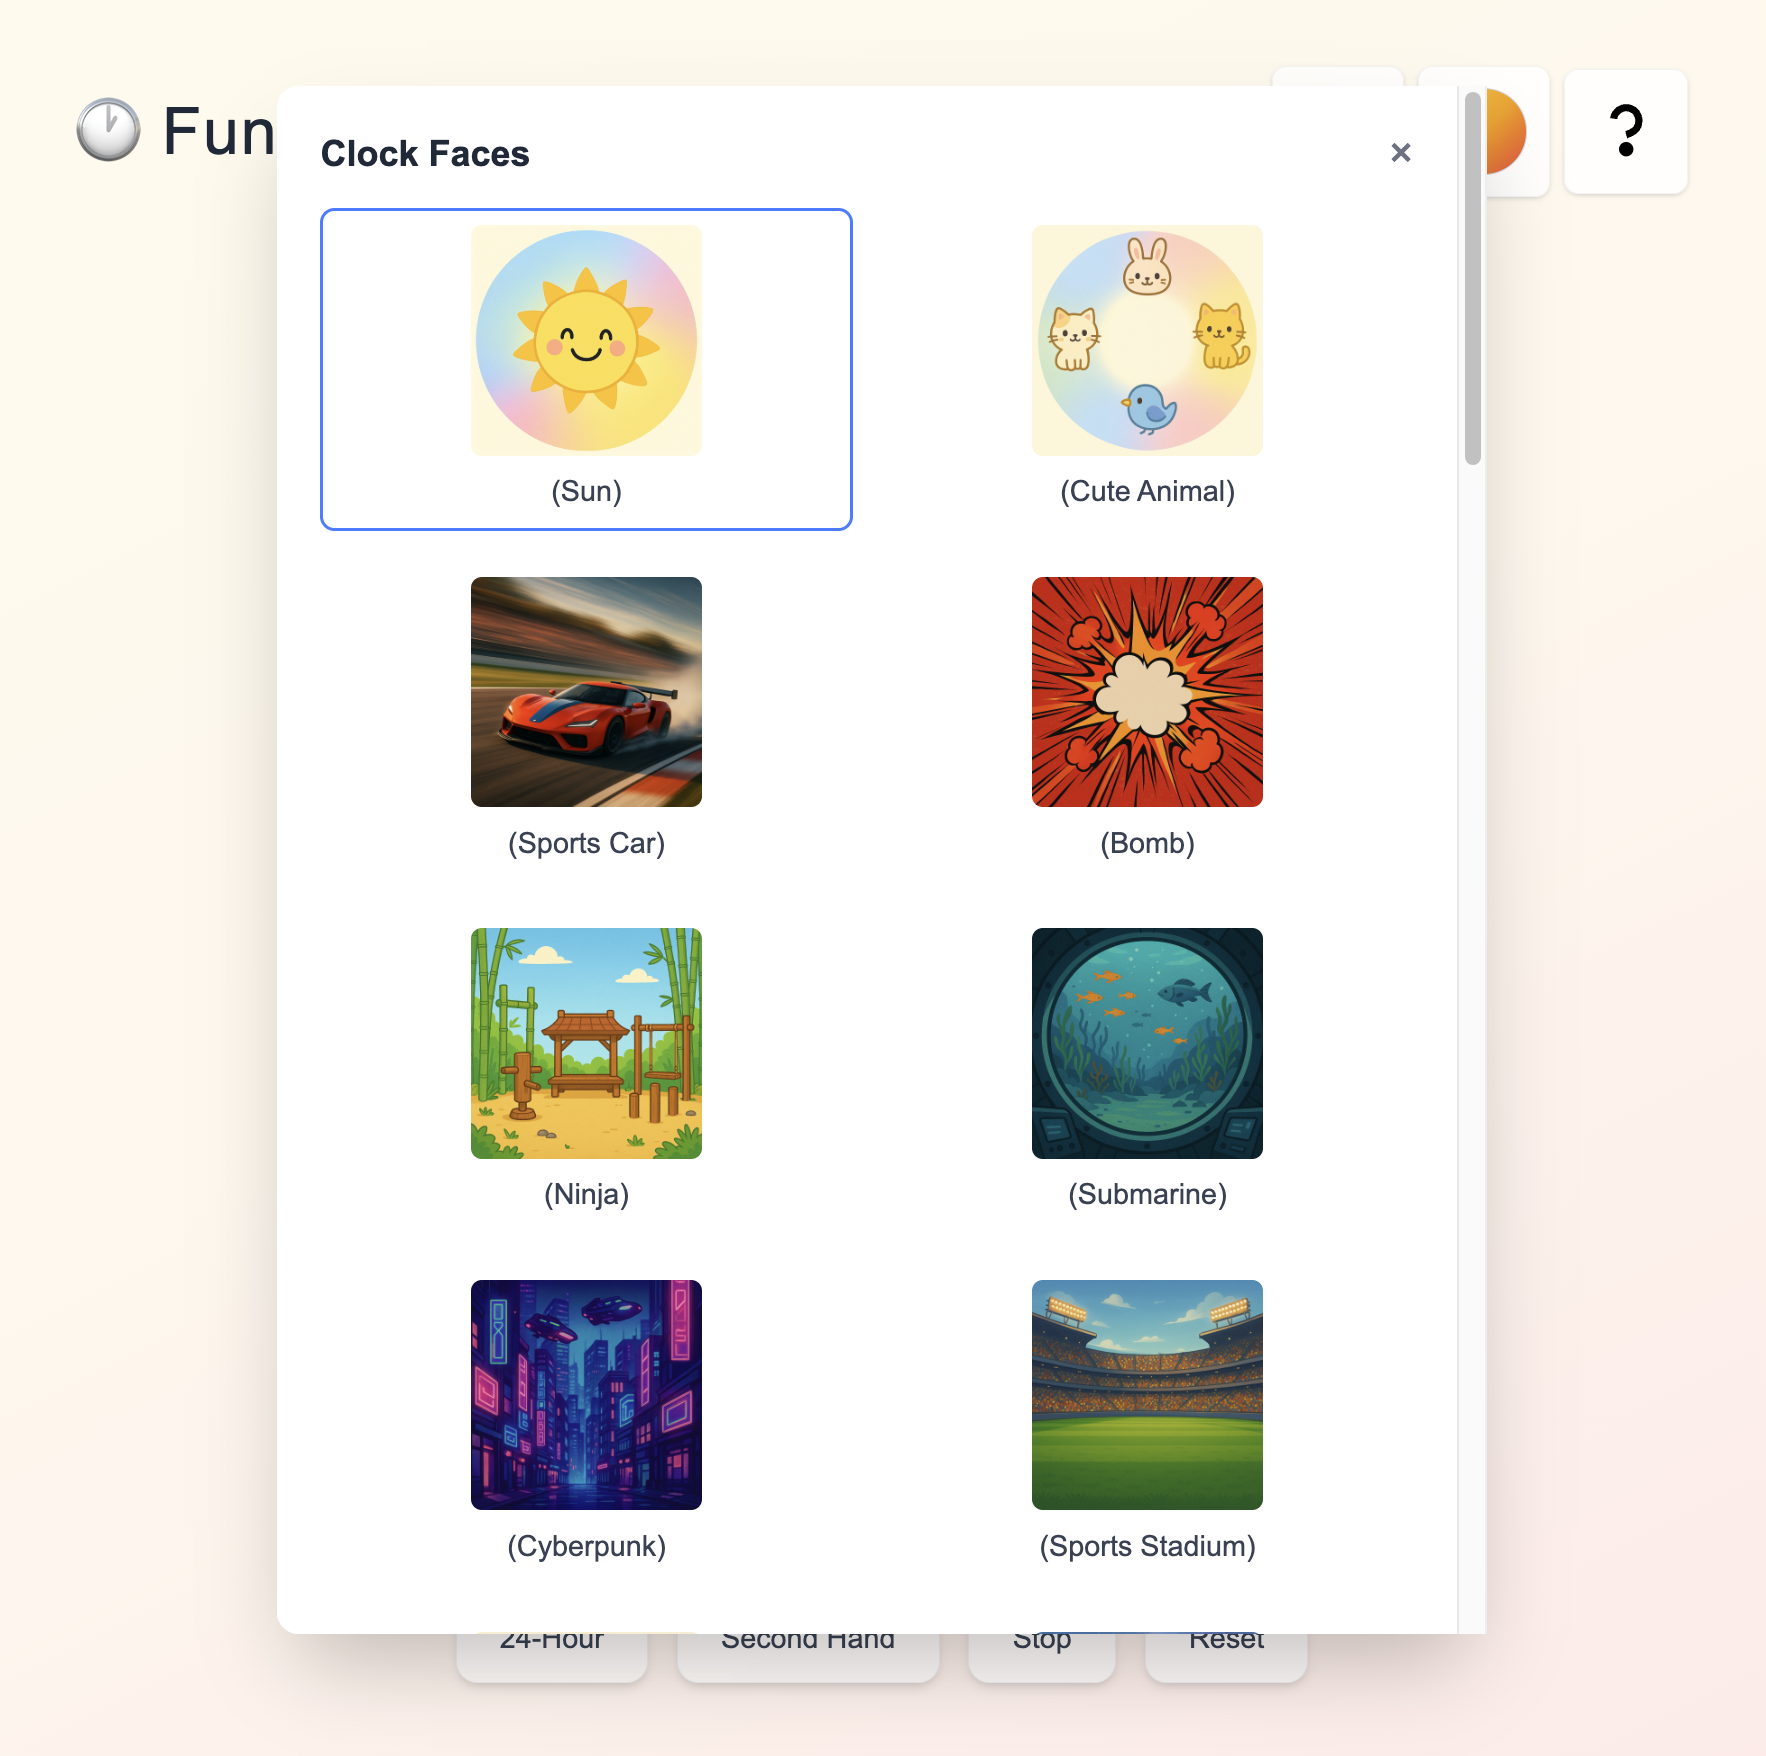 Fun
?
Clock Faces
×
(Sun)
(Cute Animal)
(Sports Car)
(Bomb)
(Ninja)
(Submarine)
(Cyberpunk)
(Sports Stadium)
24-Hour
Second Hand
Stop
Reset